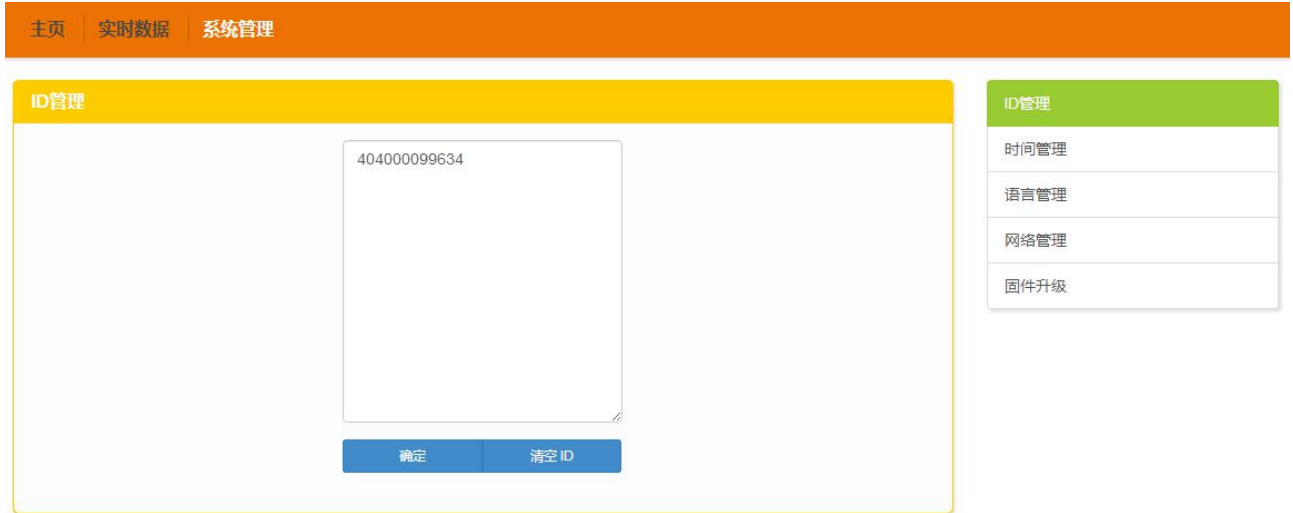 主页 实时数据 系统管理
ID管理
404000099634
确定 清空 ID
ID管理
时间管理
语言管理
网络管理
固件升级